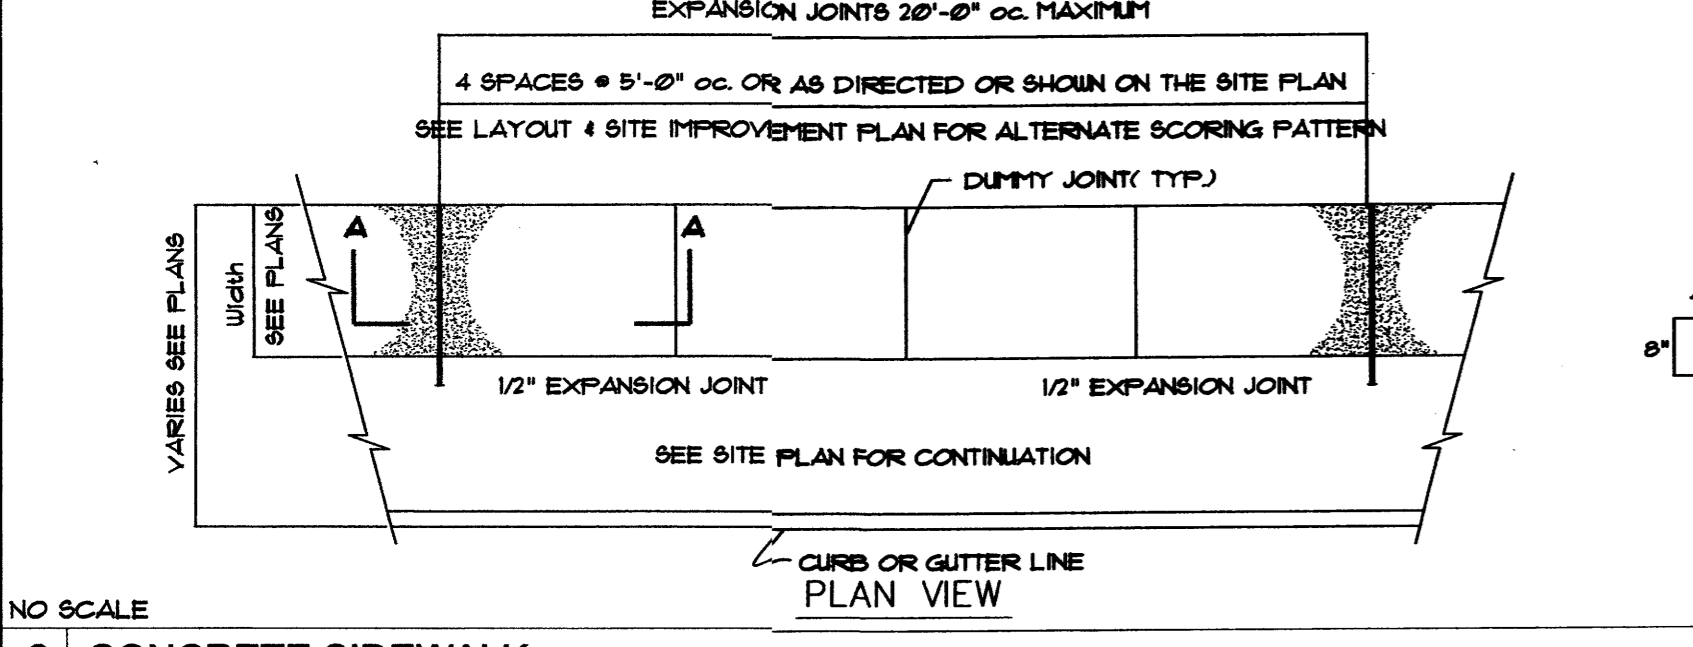 EXPANSION JOINTS 20'-0" oc. MAXIMUM
4 SPACES @ 5'-0" oc. OR AS DIRECTED OR SHOWN ON THE SITE PLAN
SEE LAYOUT & SITE IMPROVEMENT PLAN FOR ALTERNATE SCORING PATTERN
DUMMY JOINT( TYP.)
A
A
VARIES SEE PLANS
Width
SEE PLANS
8"
1/2" EXPANSION JOINT
1/2" EXPANSION JOINT
SEE SITE PLAN FOR CONTINUATION
CURB OR GUTTER LINE
PLAN VIEW
NO SCALE
CONCRETE SIDEWALK